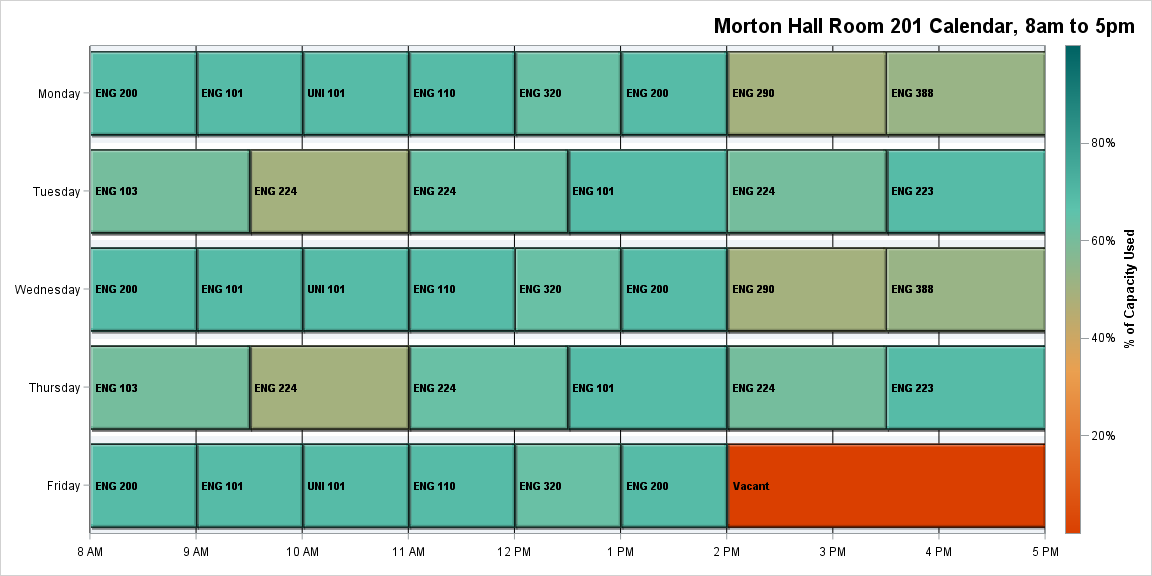 Morton Hall Room 201 Calendar, 8am to 5pm
Monday ENG 200 ENG 101 UNI 101 ENG 110 ENG 320 ENG 200 ENG 290 ENG 388
80%
Tuesday ENG 103 ENG 224 ENG 224 ENG 101 ENG 224 ENG 223
60%
% of Capacity Used
Wednesday ENG 200 ENG 101 UNI 101 ENG 110 ENG 320 ENG 200 ENG 290 ENG 388
40%
Thursday ENG 103 ENG 224 ENG 224 ENG 101 ENG 224 ENG 223
20%
Friday ENG 200 ENG 101 UNI 101 ENG 110 ENG 320 ENG 200 Vacant
8 AM 9 AM 10 AM 11 AM 12 PM 1 PM 2 PM 3 PM 4 PM 5 PM